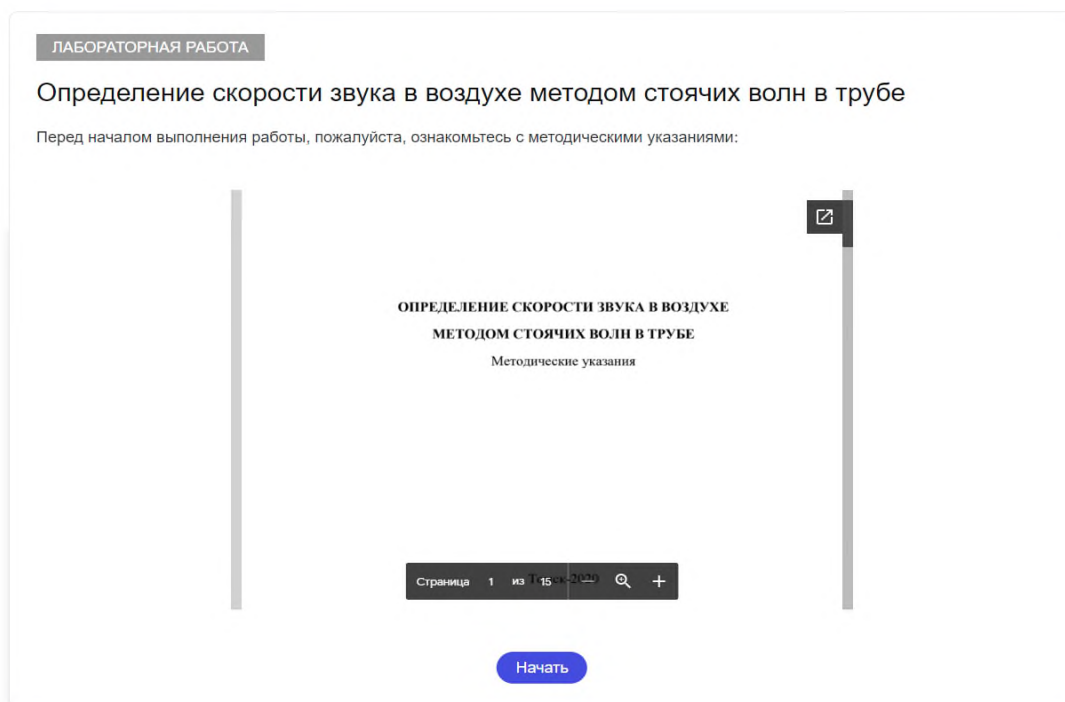 ЛАБОРАТОРНАЯ РАБОТА
Определение скорости звука в воздухе методом стоячих волн в трубе
Перед началом выполнения работы, пожалуйста, ознакомьтесь с методическими указаниями:
ОПРЕДЕЛЕНИЕ СКОРОСТИ ЗВУКА В ВОЗДУХЕ
МЕТОДОМ СТОЯЧИХ ВОЛН В ТРУБЕ
Методические указания
Страница 1 из 15
Начать